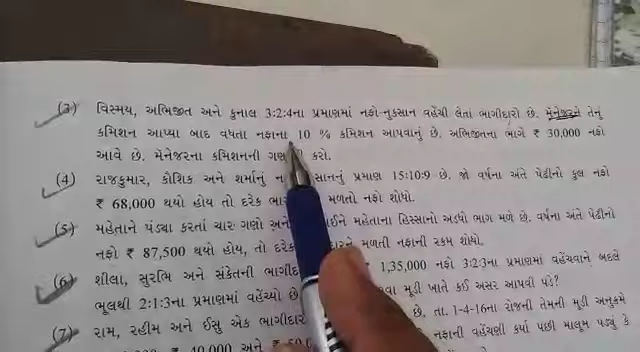 (3) વિસ્મય, અભિજીત અને કુનાલ 3:2:4ના પ્રમાણમાં નફો-નુકસાન વહેંચી લેતાં ભાગીદારો છે. મૅનેજરને તેનું
કમિશન આપ્યા બાદ વધતા નફાના 10 % કમિશન આપવાનું છે. અભિજીતના ભાગે ₹ 30,000 નફો
આવે છે. મૅનેજરના કમિશનની કરો.
(4) રાજકુમાર, કૌશિક અને શર્માનું પ્રમાણ 15:10:9 છે. જો વર્ષના અંતે પેઢીનો કુલ નફો
₹ 68,000 થયો હોય તો દરેક મળતો નફો શોધો.
(5) મહેતાને પંડ્યા કરતાં ચાર ગણો અને મહેતાના હિસ્સાનો અડધો ભાગ મળે છે. વર્ષના અંતે પેઢીનો
નફો ₹ 87,500 થયો હોય, તો દરેક મળતી નફાની રકમ શોધો.
(6) શીલા, સુરભિ અને સંકેતની 1,35,000 નફો 3:2:3ના પ્રમાણમાં વહેંચવાને બદલે
ભૂલથી 2:1:3ના પ્રમાણમાં વહેંચ્યો મૂડી ખાતે કઈ અસર આપવી પડે?
(7) રામ, રહીમ અને ઈસુ એક છે. તા. 1-4-16ના રોજની તેમની મૂડી અનુક્રમે
₹ 40,000 અને નફાની વહેંચણી કર્યા પછી માલૂમ પડ્યું કે